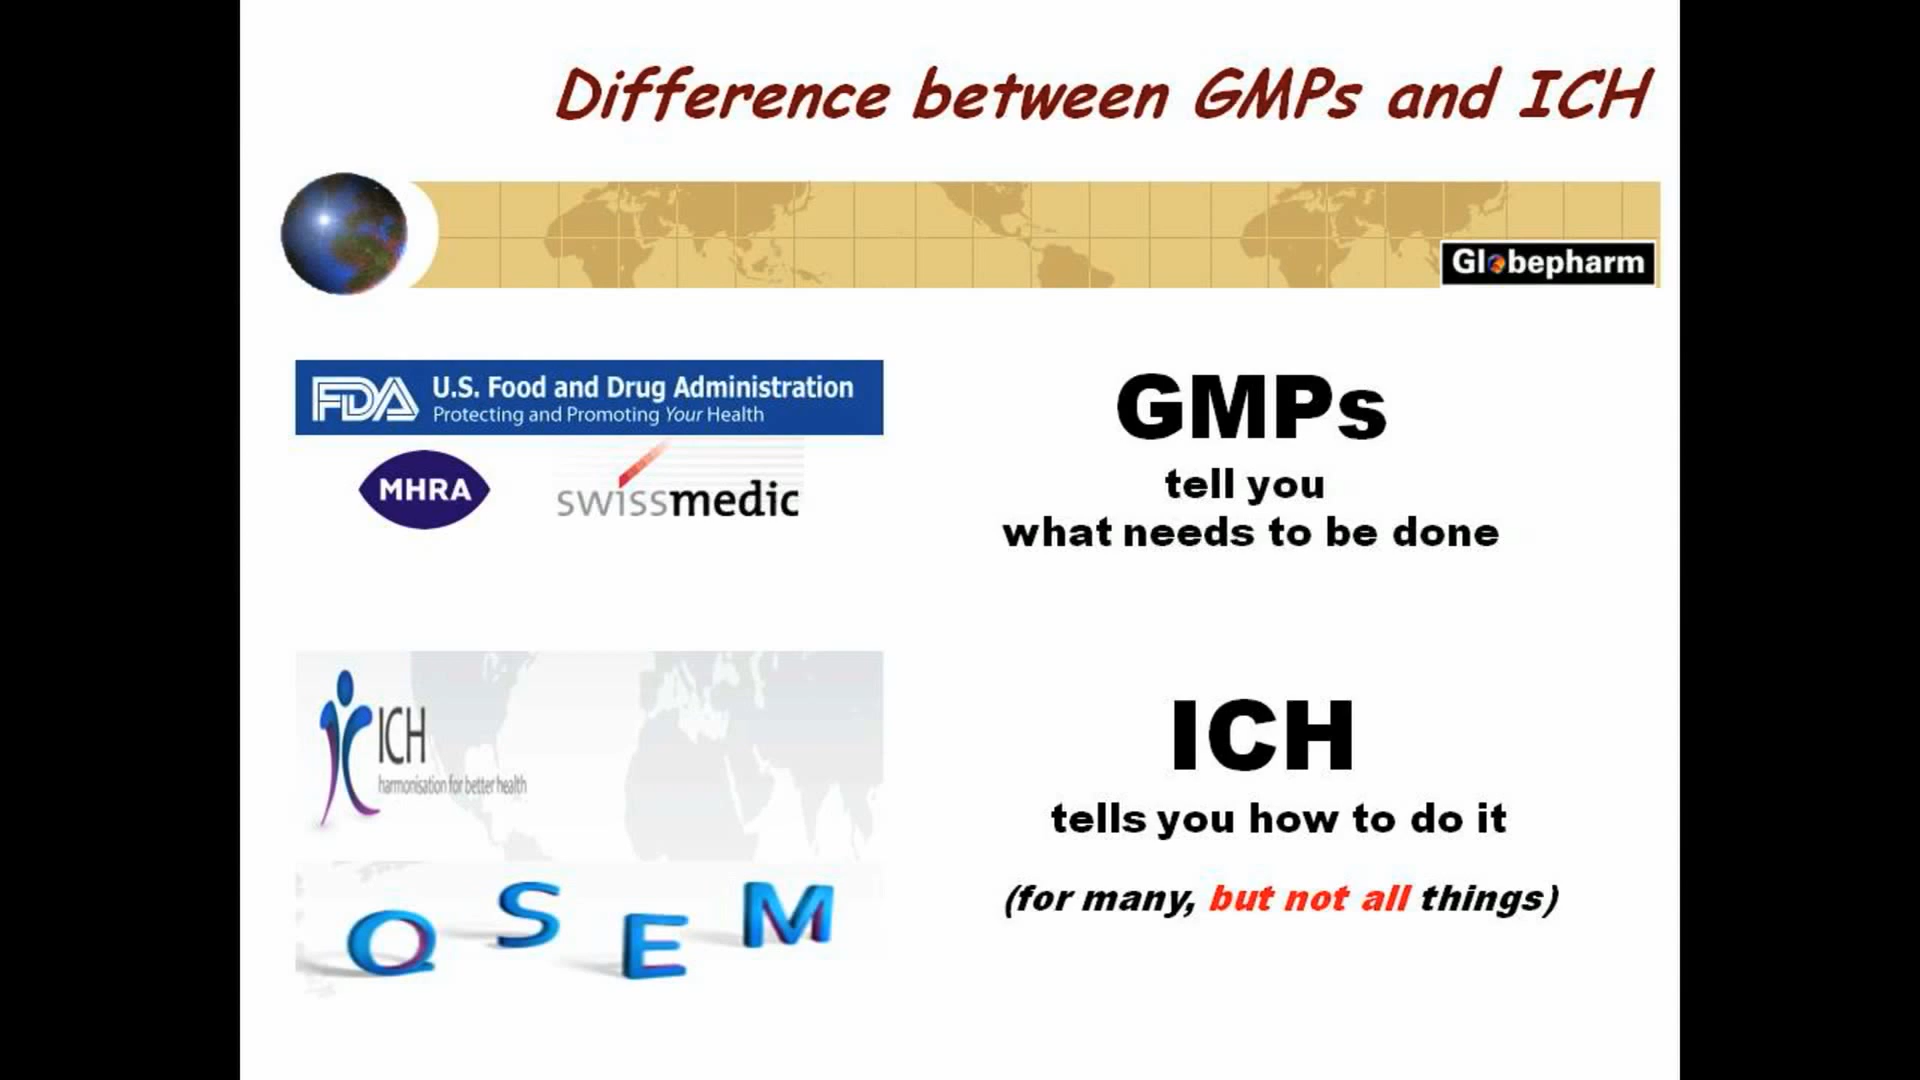 Difference between GMPs and ICH
Globepharm
FDA U.S. Food and Drug Administration
Protecting and Promoting Your Health
MHRA
swissmedic
GMPs
tell you
what needs to be done
ICH
harmonisation for better health
Q S E M
ICH
tells you how to do it
(for many, but not all things)